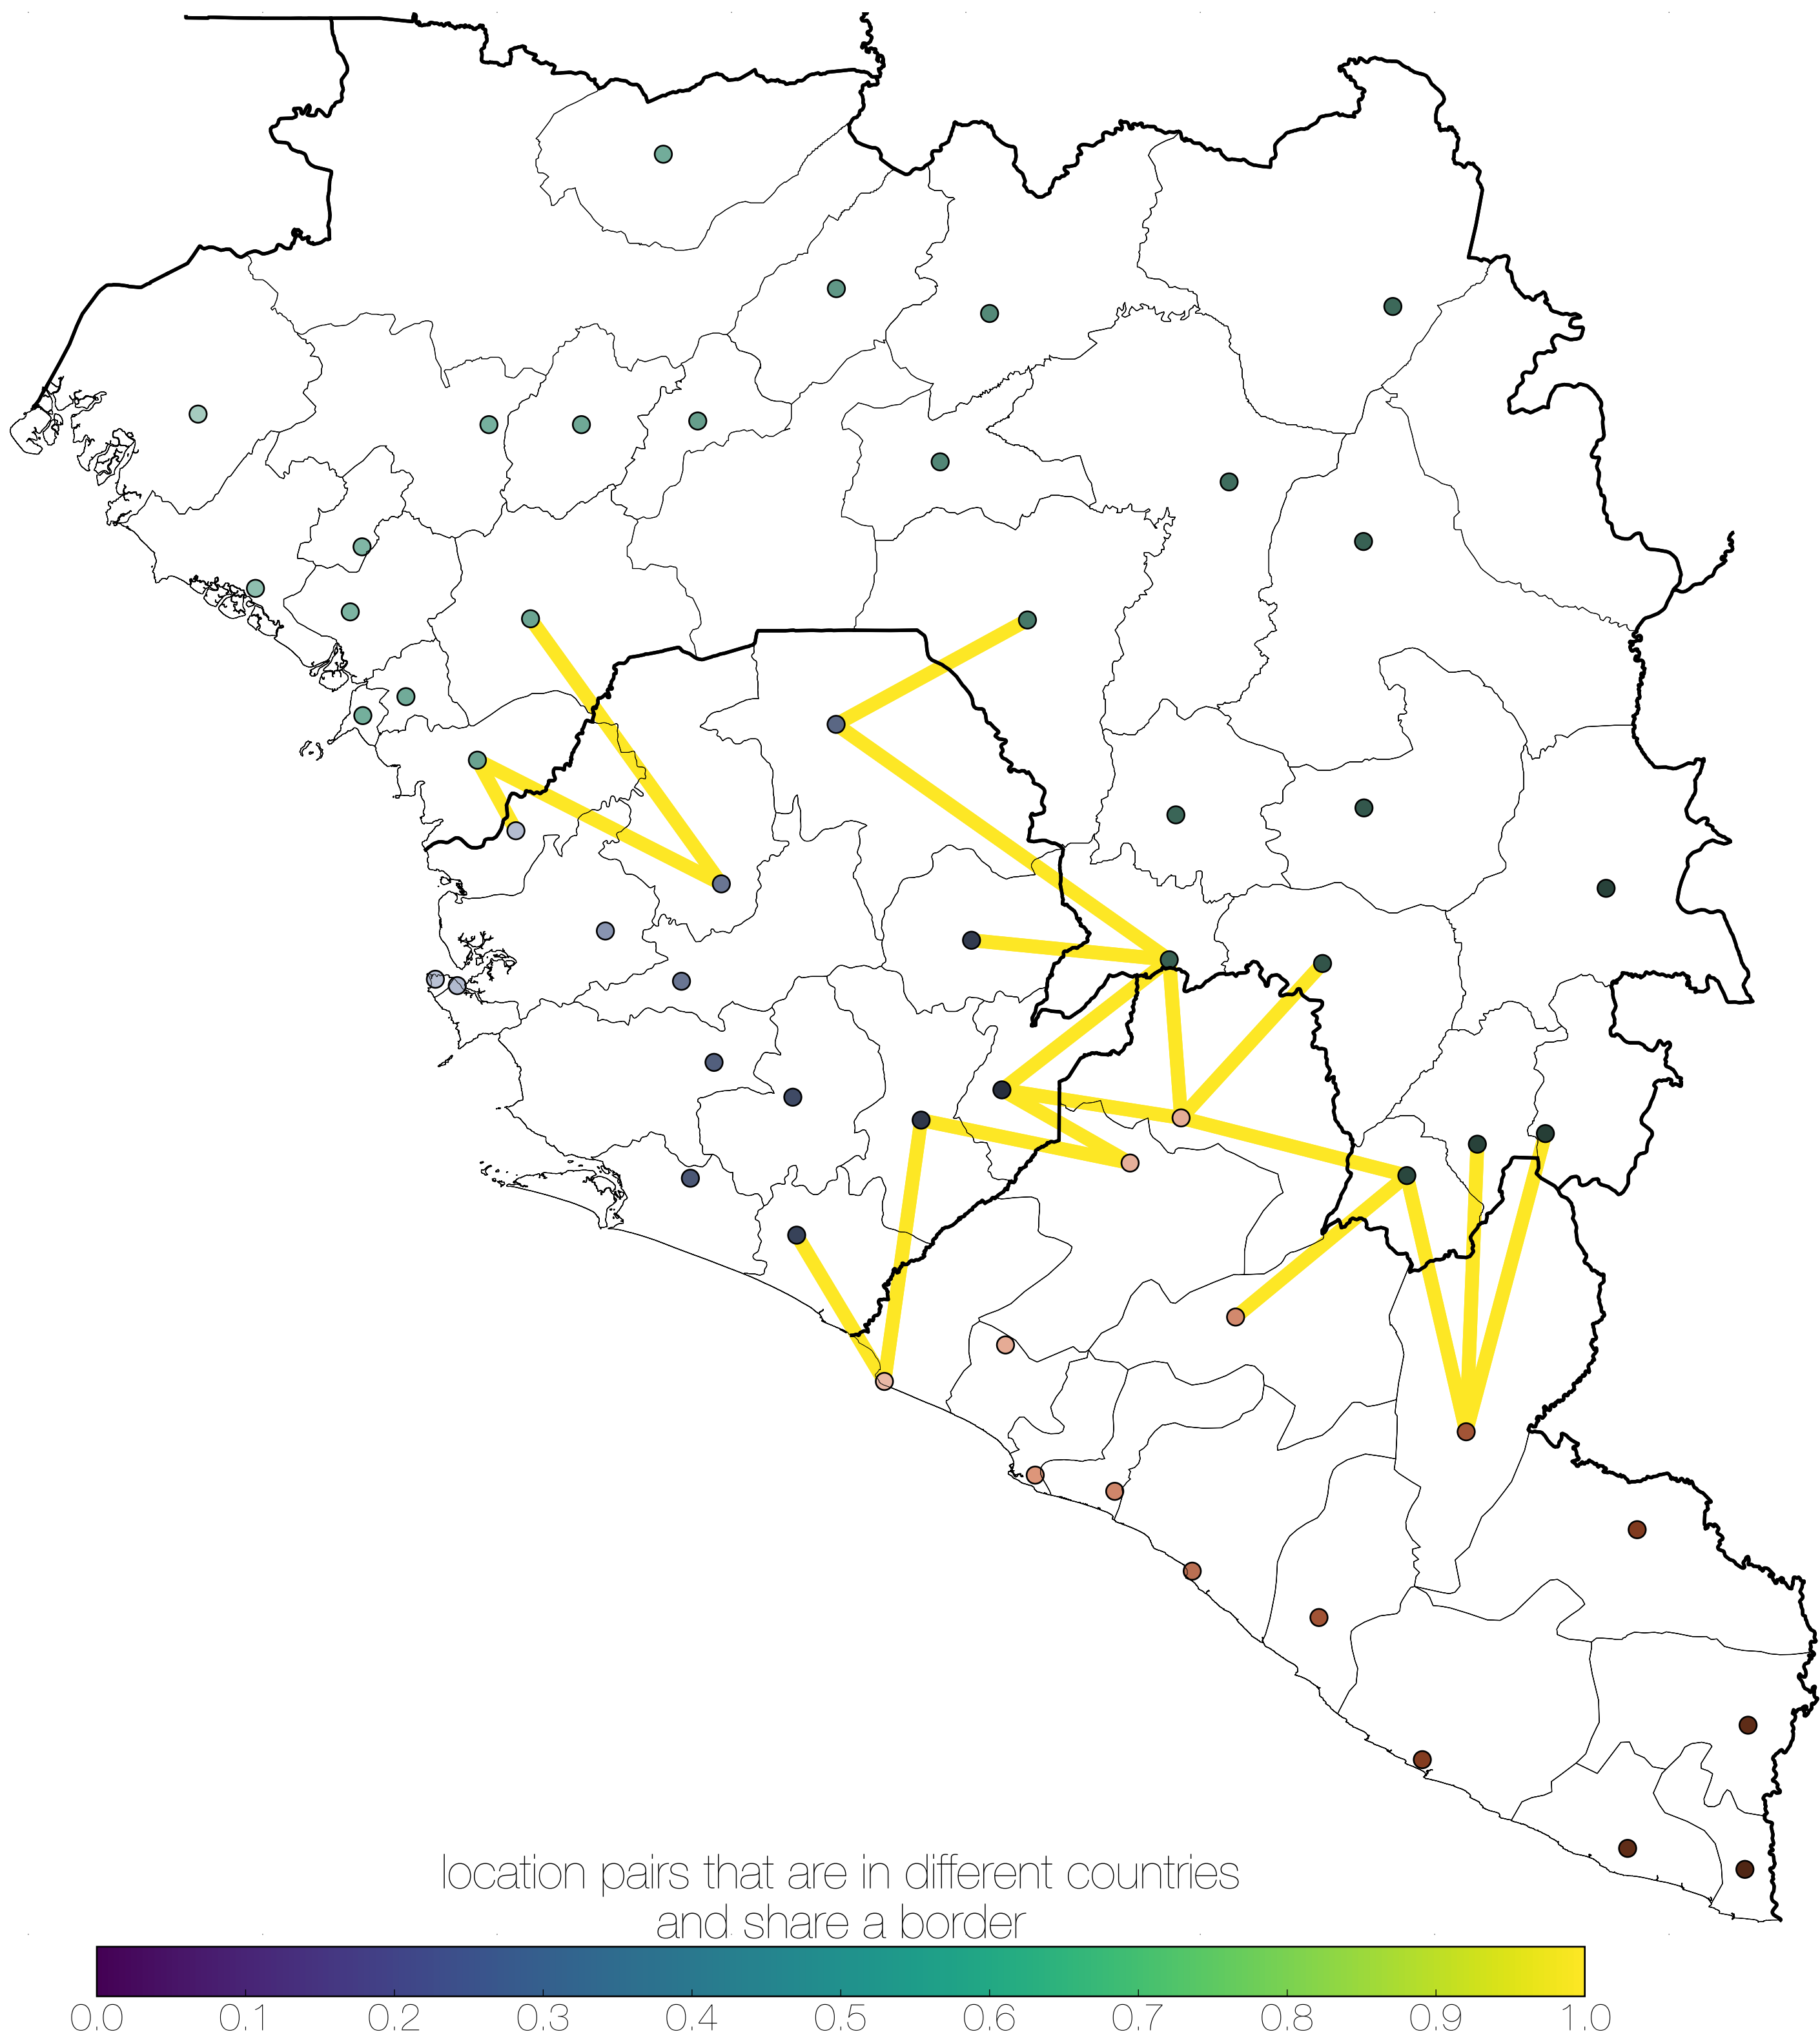 location pairs that are in different countries
and share a border
0.0 0.1 0.2 0.3 0.4 0.5 0.6 0.7 0.8 0.9 1.0